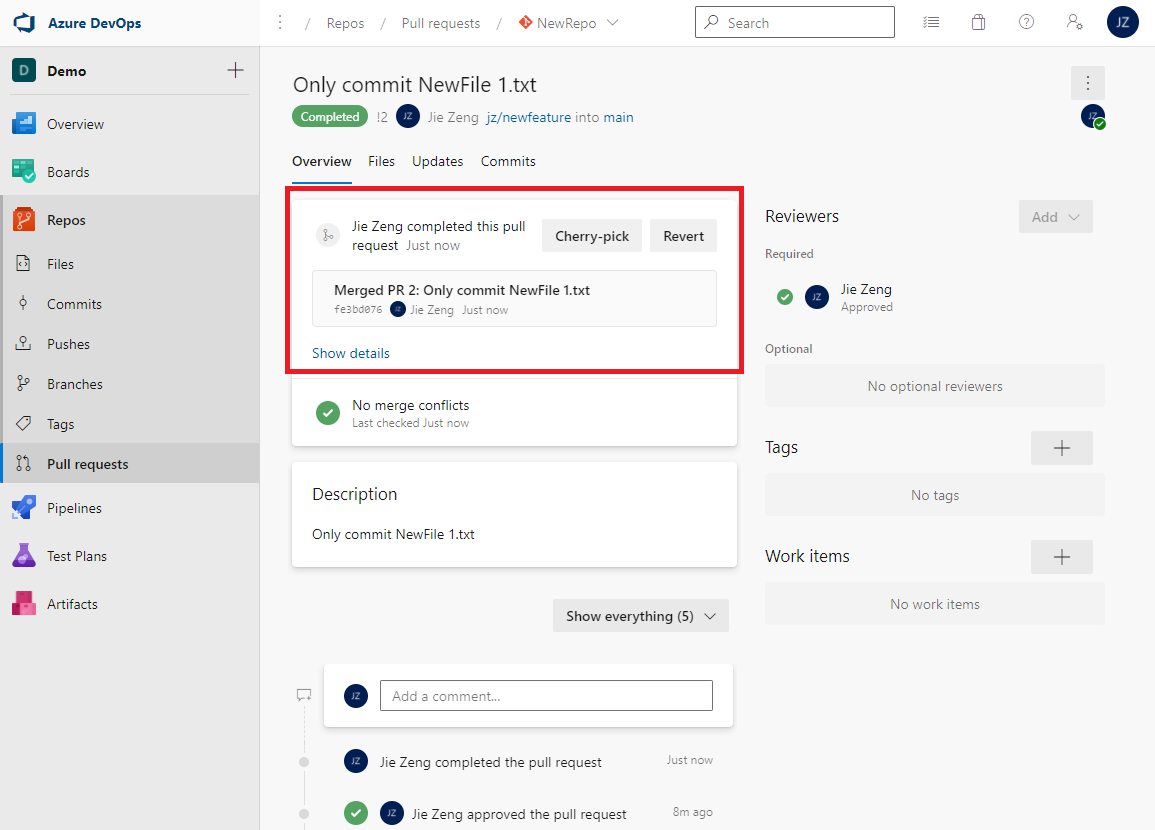 Azure DevOps
/ Repos / Pull requests / NewRepo
Search
JZ
D Demo
Overview
Boards
Repos
Files
Commits
Pushes
Branches
Tags
Pull requests
Pipelines
Test Plans
Artifacts
Only commit NewFile 1.txt
Completed !2 JZ Jie Zeng jz/newfeature into main
JZ
Overview Files Updates Commits
Jie Zeng completed this pull
request Just now
Cherry-pick Revert
Merged PR 2: Only commit NewFile 1.txt
fe3bd076 JZ Jie Zeng Just now
Show details
No merge conflicts
Last checked Just now
Description
Only commit NewFile 1.txt
Show everything (5)
JZ Add a comment...
JZ Jie Zeng completed the pull request Just now
JZ Jie Zeng approved the pull request 8m ago
Reviewers Add
Required
JZ Jie Zeng
Approved
Optional
No optional reviewers
Tags
No tags
Work items
No work items